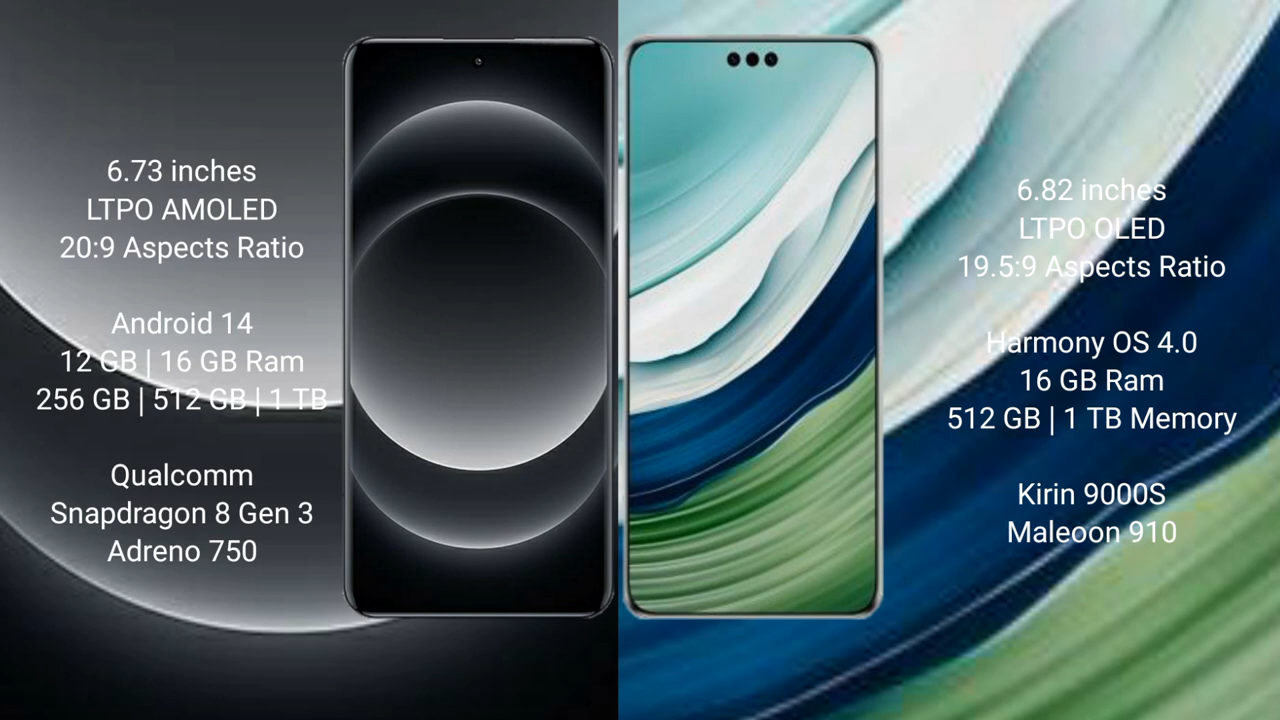 6.73 inches
LTPO AMOLED
20:9 Aspects Ratio
Android 14
12 GB | 16 GB Ram
256 GB | 512 GB | 1 TB
Qualcomm
Snapdragon 8 Gen 3
Adreno 750
6.82 inches
LTPO OLED
19.5:9 Aspects Ratio
Harmony OS 4.0
16 GB Ram
512 GB | 1 TB Memory
Kirin 9000S
Maleoon 910